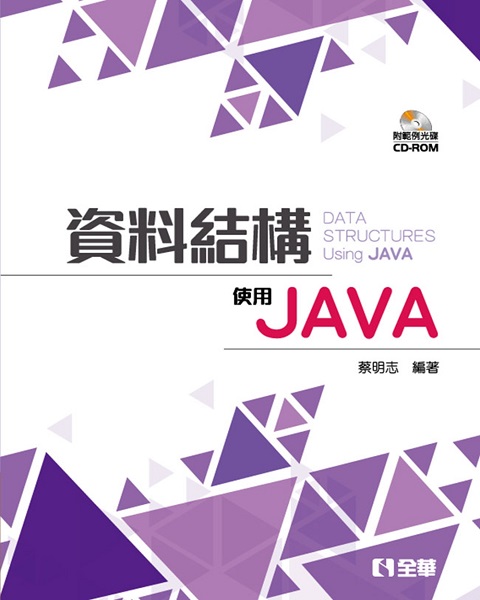 附範例光碟
CD-ROM
資料結構
DATA
STRUCTURES
Using JAVA
使用
JAVA
蔡明志 編著
全華